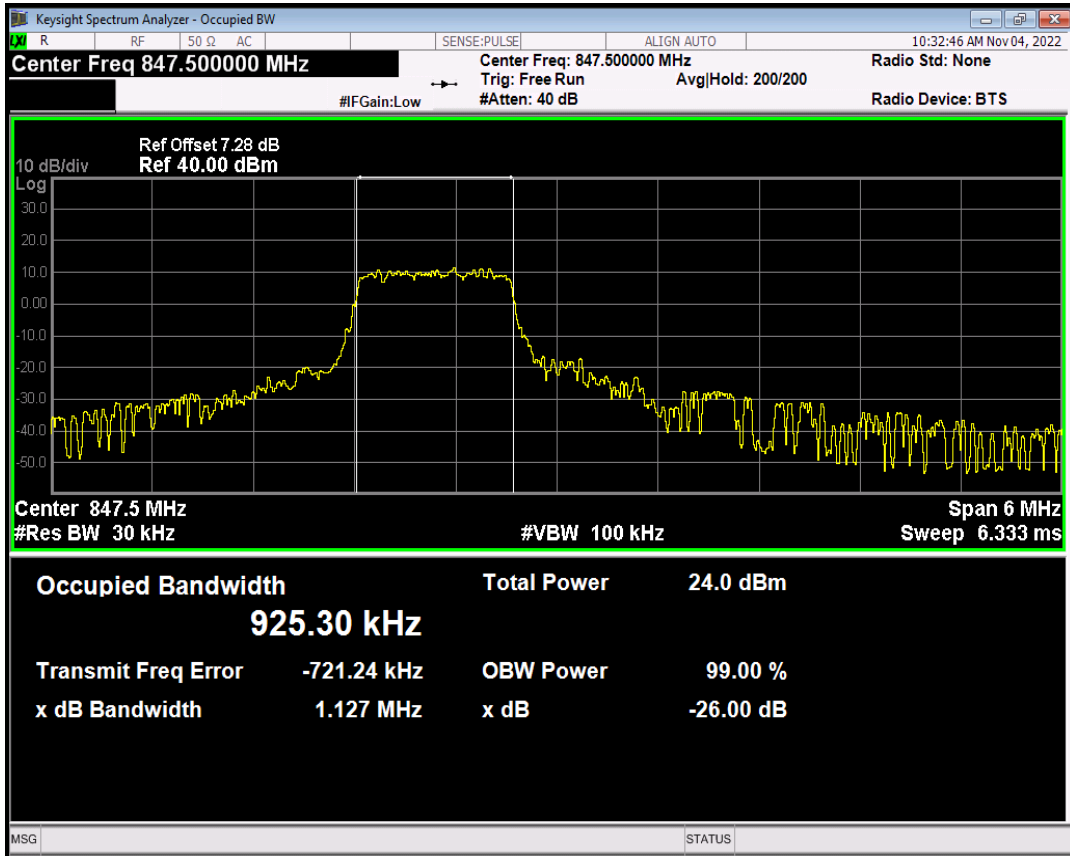 Keysight Spectrum Analyzer - Occupied BW
LXI R RF 50 Ω AC SENSE:PULSE ALIGN AUTO 10:32:46 AM Nov 04, 2022
Center Freq 847.500000 MHz Center Freq: 847.500000 MHz Radio Std: None
Trig: Free Run Avg|Hold: 200/200
#IFGain:Low #Atten: 40 dB Radio Device: BTS
Ref Offset 7.28 dB
10 dB/div Ref 40.00 dBm
Log
30.0
20.0
10.0
0.00
-10.0
-20.0
-30.0
-40.0
-50.0
Center 847.5 MHz Span 6 MHz
#Res BW 30 kHz #VBW 100 kHz Sweep 6.333 ms
Occupied Bandwidth Total Power 24.0 dBm
925.30 kHz
Transmit Freq Error -721.24 kHz OBW Power 99.00 %
x dB Bandwidth 1.127 MHz x dB -26.00 dB
MSG STATUS